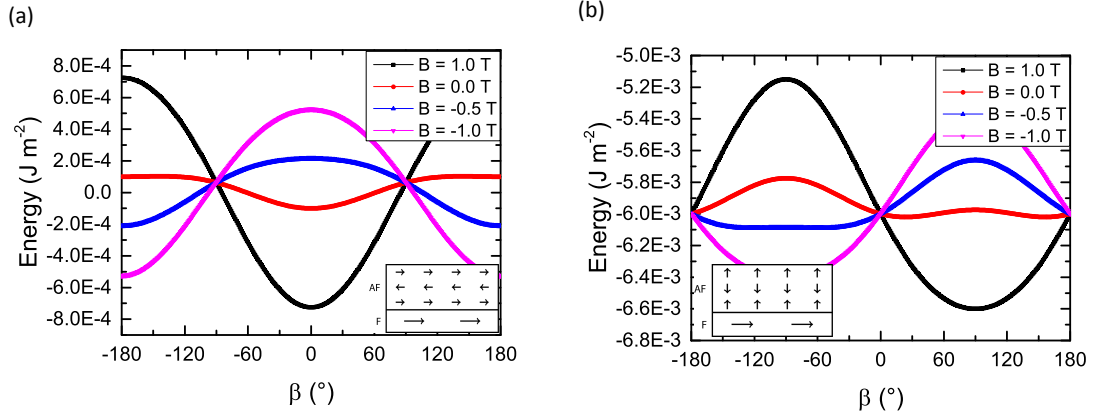 (a)
8.0E-4
6.0E-4
4.0E-4
2.0E-4
0.0
-2.0E-4
-4.0E-4
-6.0E-4
-8.0E-4
Energy (J m⁻²)
B = 1.0 T
B = 0.0 T
B = -0.5 T
B = -1.0 T
AF
F
-180 -120 -60 0 60 120 180
β (°)
(b)
-5.0E-3
-5.2E-3
-5.4E-3
-5.6E-3
-5.8E-3
-6.0E-3
-6.2E-3
-6.4E-3
-6.6E-3
-6.8E-3
Energy (J m⁻²)
B = 1.0 T
B = 0.0 T
B = -0.5 T
B = -1.0 T
AF
F
-180 -120 -60 0 60 120 180
β (°)